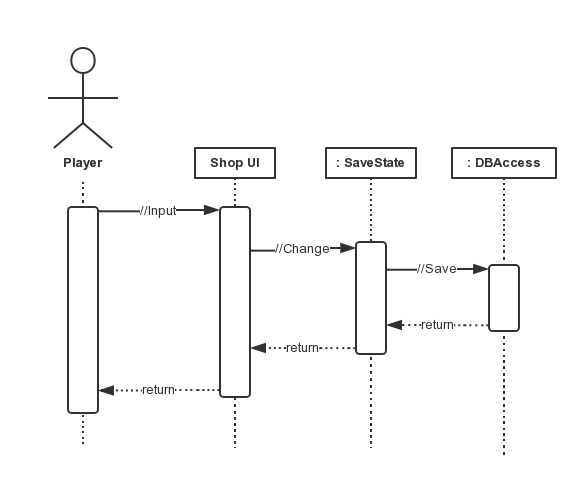 Player
Shop UI
: SaveState
: DBAccess
//Input
//Change
//Save
return
return
return